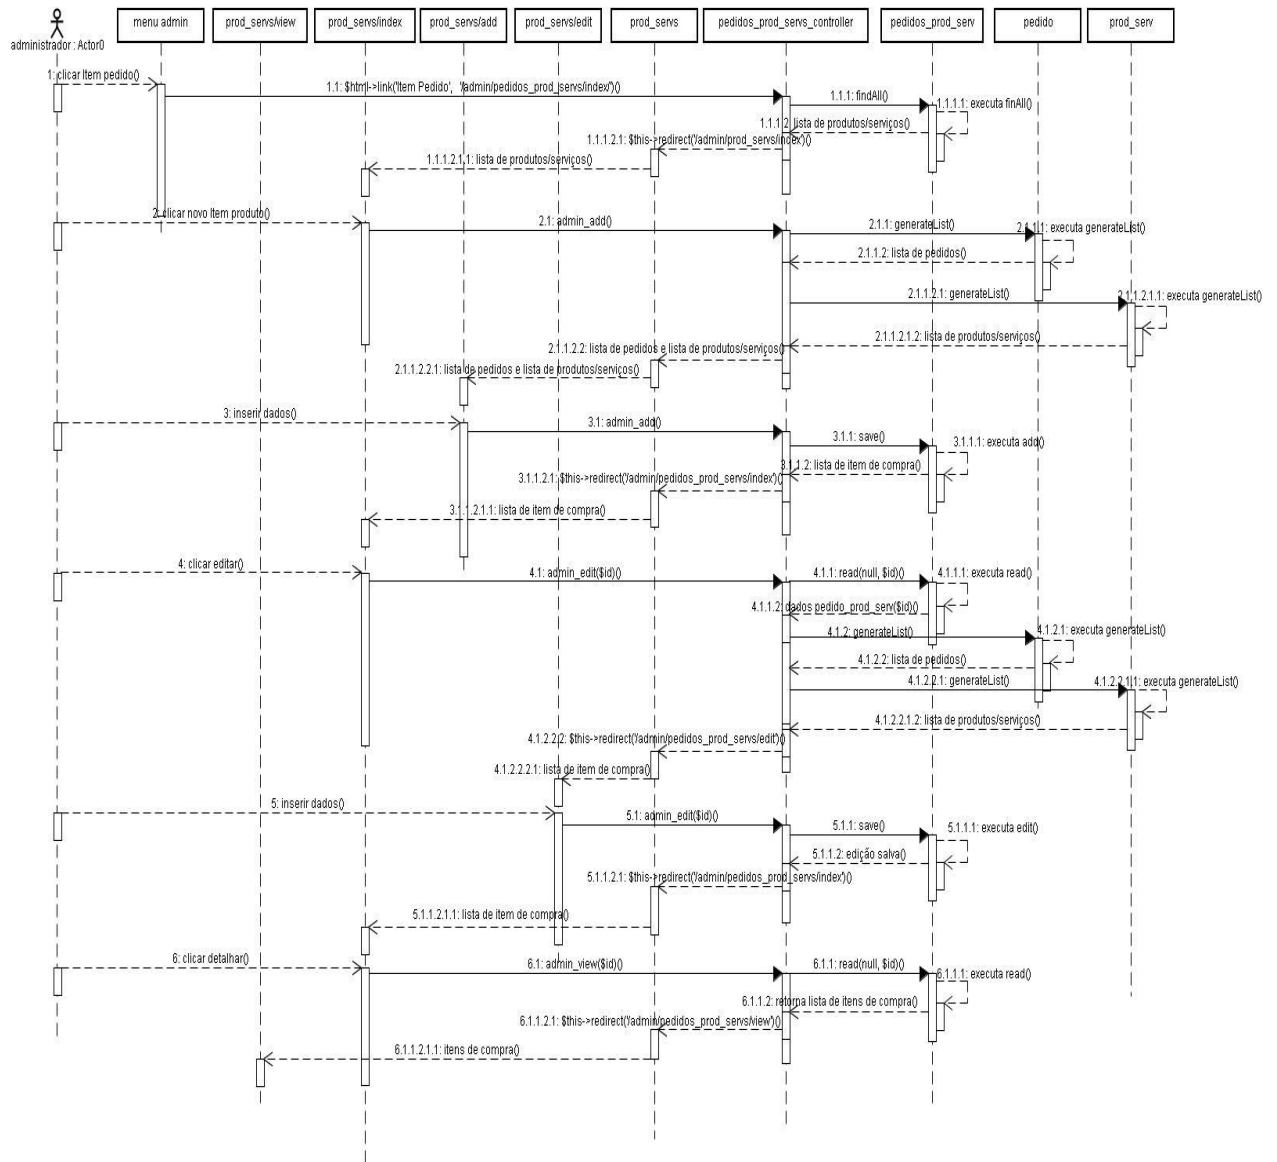 menu admin
prod_servs/view
prod_servs/index
prod_servs/add
prod_servs/edit
prod_servs
pedidos_prod_servs_controller
pedidos_prod_serv
pedido
prod_serv
administrador : Actor0
1: clicar Item pedido()
1.1: $html->link('Item Pedido', '/admin/pedidos_prod_servs/index/')()
1.1.1: findAll()
1.1.1.1: executa finAll()
1.1.1.2: lista de produtos/serviços()
1.1.1.2.1: $this->redirect('/admin/prod_servs/index')()
1.1.1.2.1.1: lista de produtos/serviços()
2: clicar novo Item produto()
2.1: admin_add()
2.1.1: generateList()
2.1.1.1: executa generateList()
2.1.1.2: lista de pedidos()
2.1.1.2.1: generateList()
2.1.1.2.1.1: executa generateList()
2.1.1.2.1.2: lista de produtos/serviços()
2.1.1.2.2: lista de pedidos e lista de produtos/serviços()
2.1.1.2.2.1: lista de pedidos e lista de produtos/serviços()
3: inserir dados()
3.1: admin_add()
3.1.1: save()
3.1.1.1: executa add()
3.1.1.2: lista de item de compra()
3.1.1.2.1: $this->redirect('/admin/pedidos_prod_servs/index')()
3.1.1.2.1.1: lista de item de compra()
4: clicar editar()
4.1: admin_edit($id)()
4.1.1: read(null, $id)()
4.1.1.1: executa read()
4.1.1.2: dados pedido_prod_serv($id)()
4.1.2: generateList()
4.1.2.1: executa generateList()
4.1.2.2: lista de pedidos()
4.1.2.2.1: generateList()
4.1.2.2.1.1: executa generateList()
4.1.2.2.1.2: lista de produtos/serviços()
4.1.2.2.2: $this->redirect('/admin/pedidos_prod_servs/edit')()
4.1.2.2.2.1: lista de item de compra()
5: inserir dados()
5.1: admin_edit($id)()
5.1.1: save()
5.1.1.1: executa edit()
5.1.1.2: edição salva()
5.1.1.2.1: $this->redirect('/admin/pedidos_prod_servs/index')()
5.1.1.2.1.1: lista de item de compra()
6: clicar detalhar()
6.1: admin_view($id)()
6.1.1: read(null, $id)()
6.1.1.1: executa read()
6.1.1.2: retorna lista de itens de compra()
6.1.1.2.1: $this->redirect('/admin/pedidos_prod_servs/view')()
6.1.1.2.1.1: itens de compra()